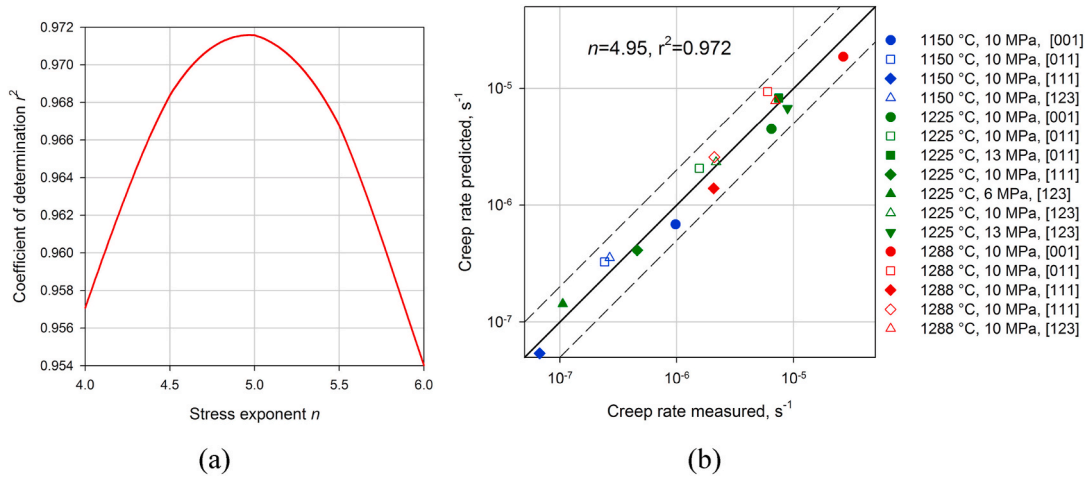 0.972
0.970
0.968
0.966
0.964
0.962
0.960
0.958
0.956
0.954
Coefficient of determination r²
4.0 4.5 5.0 5.5 6.0
Stress exponent n
(a)
n=4.95, r²=0.972
10⁻⁵
10⁻⁶
10⁻⁷
Creep rate predicted, s⁻¹
10⁻⁷ 10⁻⁶ 10⁻⁵
Creep rate measured, s⁻¹
(b)
1150 °C, 10 MPa, [001]
1150 °C, 10 MPa, [011]
1150 °C, 10 MPa, [111]
1150 °C, 10 MPa, [123]
1225 °C, 10 MPa, [001]
1225 °C, 10 MPa, [011]
1225 °C, 13 MPa, [011]
1225 °C, 10 MPa, [111]
1225 °C, 6 MPa, [123]
1225 °C, 10 MPa, [123]
1225 °C, 13 MPa, [123]
1288 °C, 10 MPa, [001]
1288 °C, 10 MPa, [011]
1288 °C, 10 MPa, [111]
1288 °C, 10 MPa, [111]
1288 °C, 10 MPa, [123]